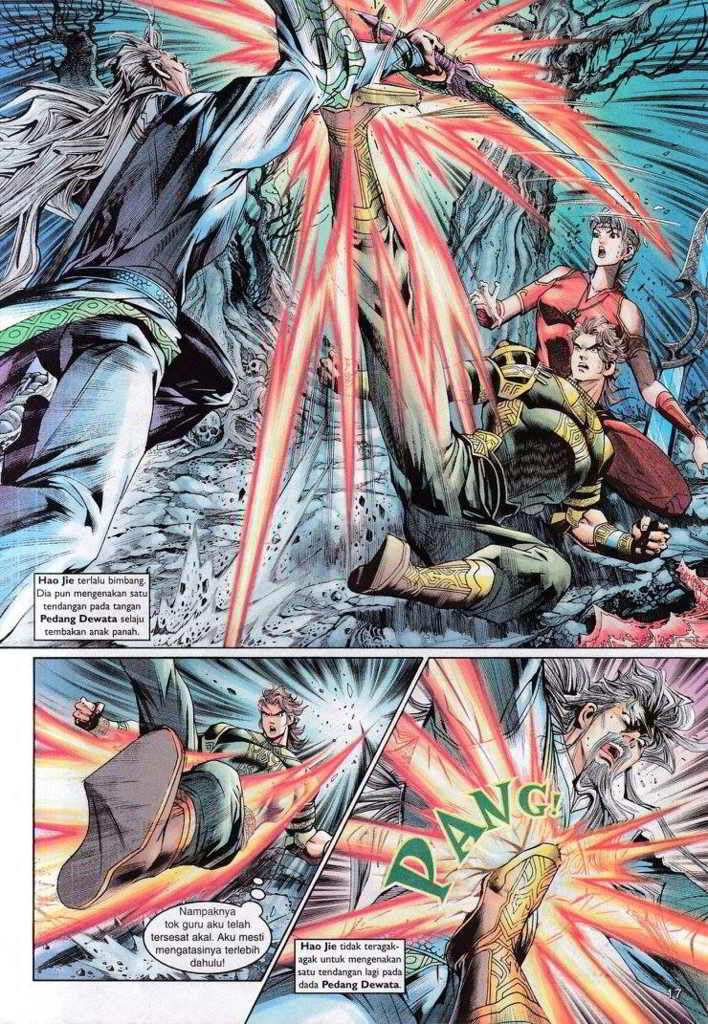 Hao Jie terlalu bimbang.
Dia pun mengenakan satu
tendangan pada tangan
Pedang Dewata selaju
tembakan anak panah.
Nampaknya
tok guru aku telah
tersesat akal. Aku mesti
mengatasinya terlebih
dahulu!
PANG!
Hao Jie tidak teragak-
agak untuk mengenakan
satu tendangan lagi pada
dada Pedang Dewata.
17